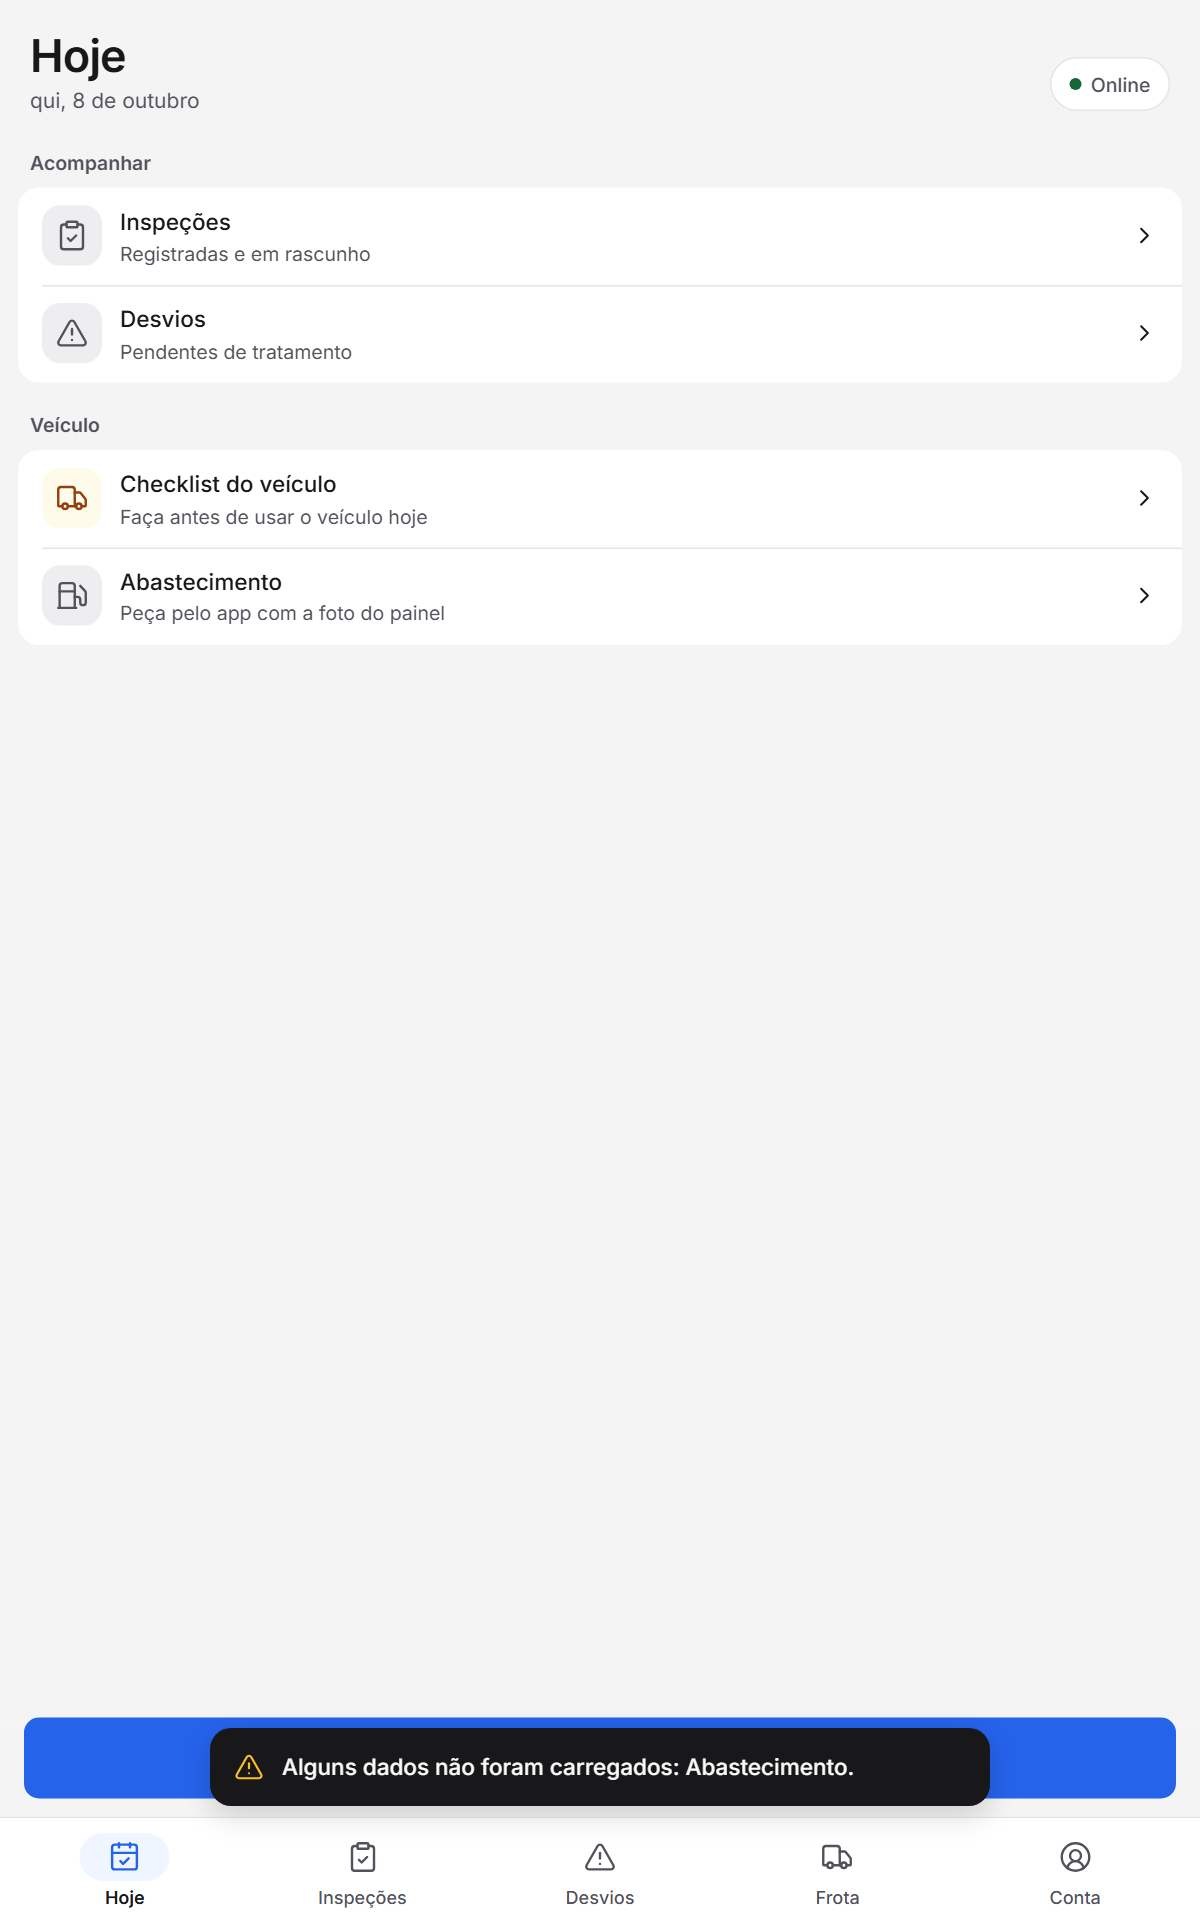 Hoje
qui, 8 de outubro
Online
Acompanhar
Inspeções
Registradas e em rascunho
Desvios
Pendentes de tratamento
Veículo
Checklist do veículo
Faça antes de usar o veículo hoje
Abastecimento
Peça pelo app com a foto do painel
Alguns dados não foram carregados: Abastecimento.
Hoje
Inspeções
Desvios
Frota
Conta